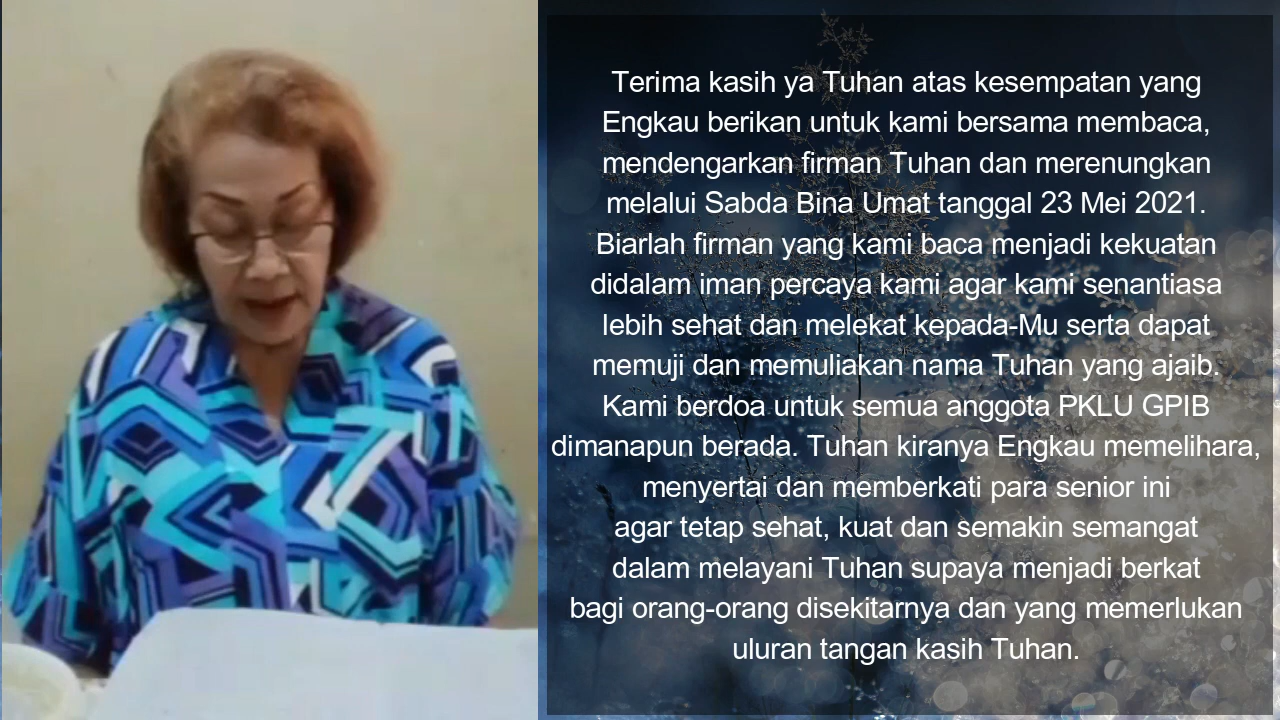 Terima kasih ya Tuhan atas kesempatan yang
Engkau berikan untuk kami bersama membaca,
mendengarkan firman Tuhan dan merenungkan
melalui Sabda Bina Umat tanggal 23 Mei 2021.
Biarlah firman yang kami baca menjadi kekuatan
didalam iman percaya kami agar kami senantiasa
lebih sehat dan melekat kepada-Mu serta dapat
memuji dan memuliakan nama Tuhan yang ajaib.
Kami berdoa untuk semua anggota PKLU GPIB
dimanapun berada. Tuhan kiranya Engkau memelihara,
menyertai dan memberkati para senior ini
agar tetap sehat, kuat dan semakin semangat
dalam melayani Tuhan supaya menjadi berkat
bagi orang-orang disekitarnya dan yang memerlukan
uluran tangan kasih Tuhan.